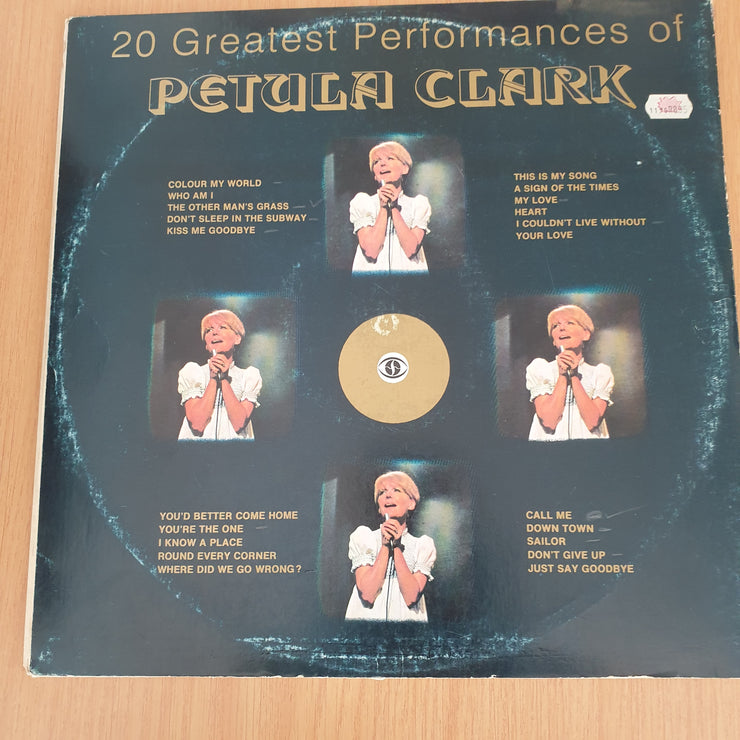 20 Greatest Performances of
PETULA CLARK
COLOUR MY WORLD
WHO AM I
THE OTHER MAN'S GRASS
DON'T SLEEP IN THE SUBWAY
KISS ME GOODBYE
THIS IS MY SONG
A SIGN OF THE TIMES
MY LOVE
HEART
I COULDN'T LIVE WITHOUT
YOUR LOVE
YOU'D BETTER COME HOME
YOU'RE THE ONE
I KNOW A PLACE
ROUND EVERY CORNER
WHERE DID WE GO WRONG?
CALL ME
DOWN TOWN
SAILOR
DON'T GIVE UP
JUST SAY GOODBYE